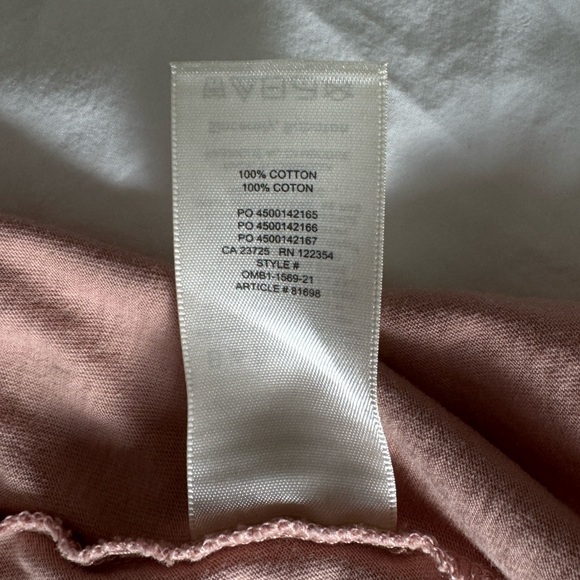 100% COTTON
100% COTON
PO 4500142165
PO 4500142166
PO 4500142167
CA 23725 RN 122354
STYLE #
OMB1-1569-21
ARTICLE # 81698